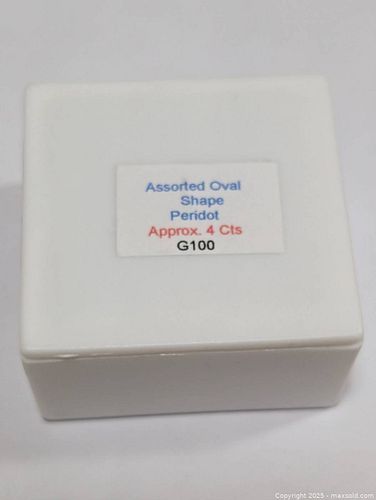 Assorted Oval
Shape
Peridot
Approx. 4 Cts
G100
Copyright 2025 - maxsold.com